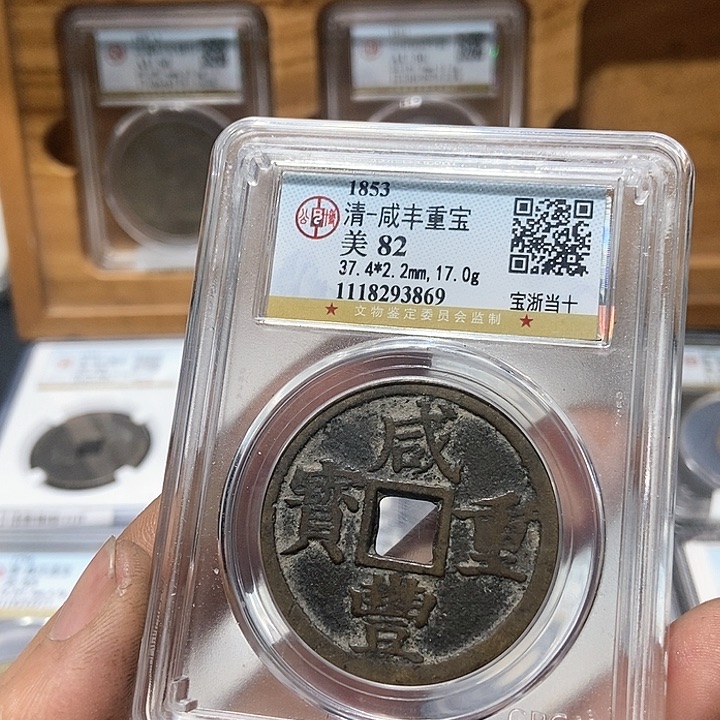 1853
清-咸丰重宝
美 82
37.4*2.2mm,17.0g
1118293869
宝浙当十
★ 文物鉴定委员会监制 ★
咸
寶 重
豐